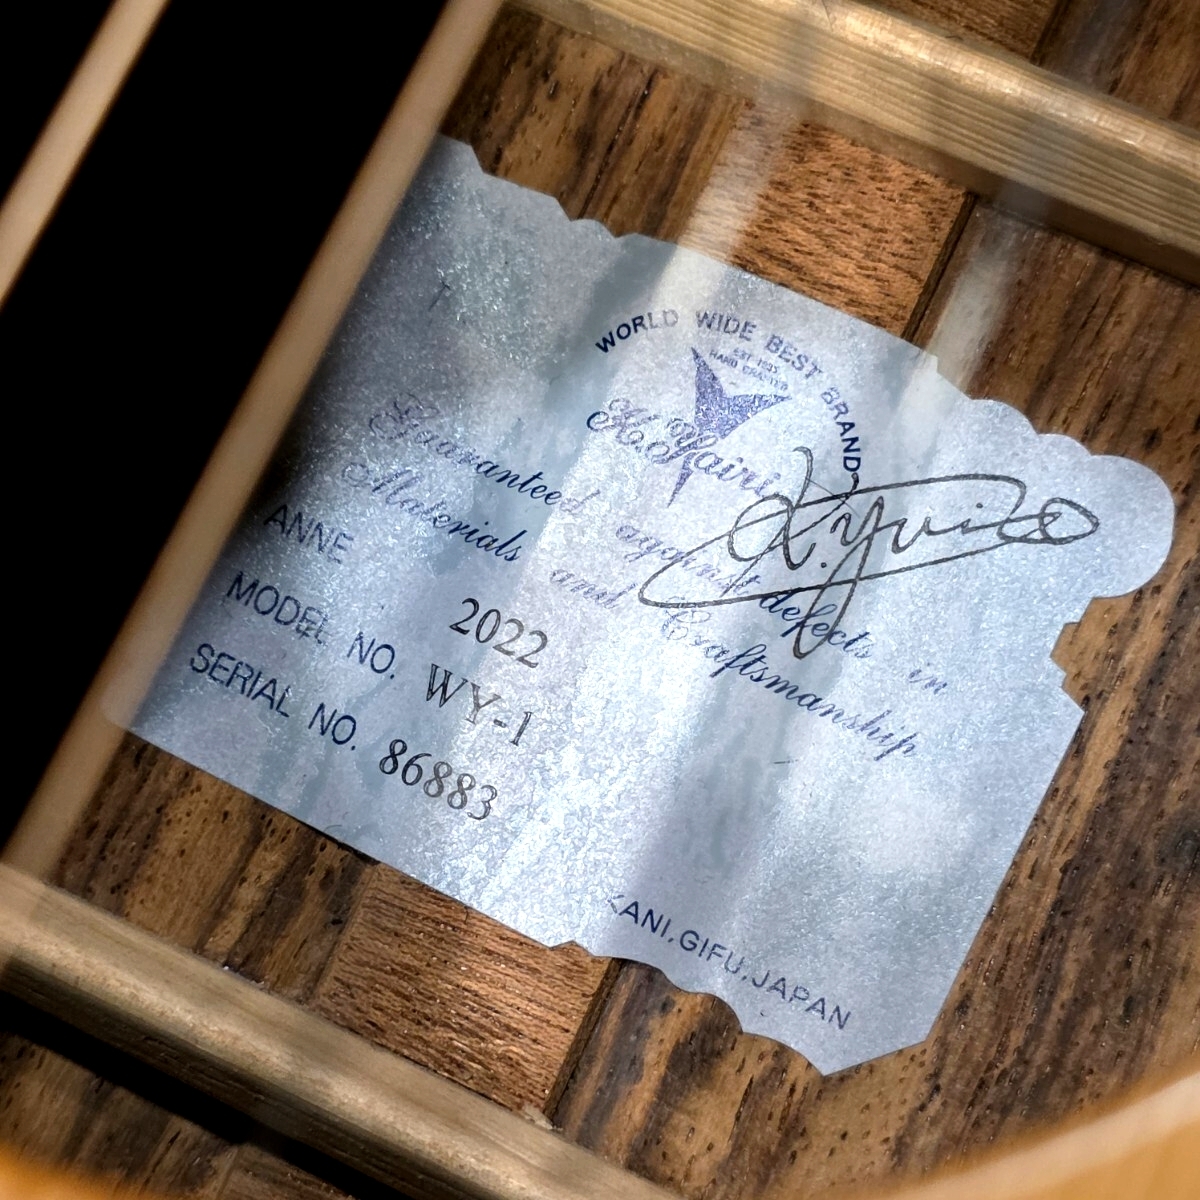 WORLD WIDE BEST BRAND
EST. 1935
HAND CRAFTED
K. Yairi
K. Yairi
Guaranteed against defects in
Materials and Craftsmanship
ANNE 2022
MODEL NO. WY-1
SERIAL NO. 86883
KANI.GIFU.JAPAN